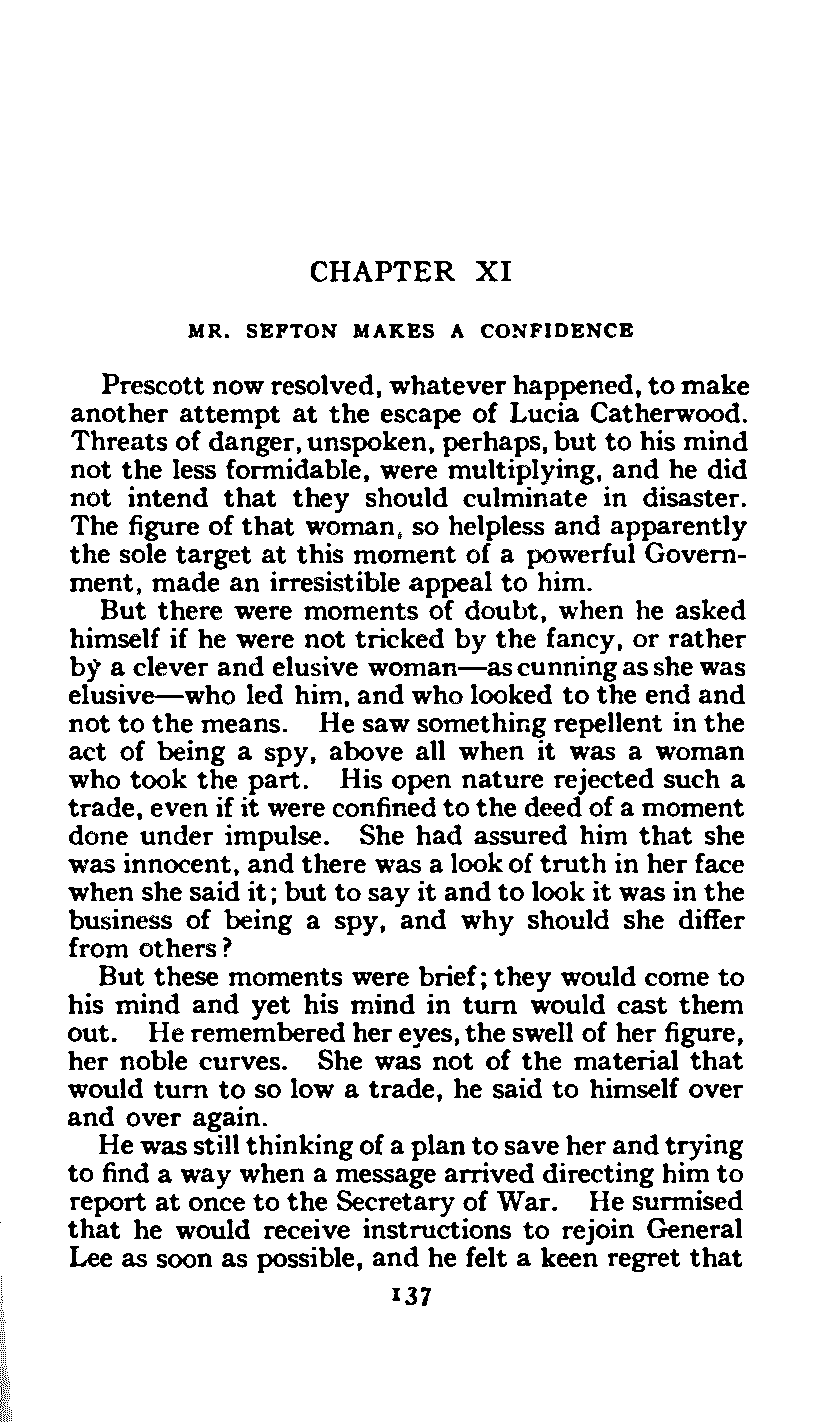 CHAPTER XI
MR. SEFTON MAKES A CONFIDENCE
Prescott now resolved, whatever happened, to make
another attempt at the escape of Lucia Catherwood.
Threats of danger, unspoken, perhaps, but to his mind
not the less formidable, were multiplying, and he did
not intend that they should culminate in disaster.
The figure of that woman, so helpless and apparently
the sole target at this moment of a powerful Govern-
ment, made an irresistible appeal to him.
But there were moments of doubt, when he asked
himself if he were not tricked by the fancy, or rather
by a clever and elusive woman—as cunning as she was
elusive—who led him, and who looked to the end and
not to the means. He saw something repellent in the
act of being a spy, above all when it was a woman
who took the part. His open nature rejected such a
trade, even if it were confined to the deed of a moment
done under impulse. She had assured him that she
was innocent, and there was a look of truth in her face
when she said it; but to say it and to look it was in the
business of being a spy, and why should she differ
from others?
But these moments were brief; they would come to
his mind and yet his mind in turn would cast them
out. He remembered her eyes, the swell of her figure,
her noble curves. She was not of the material that
would turn to so low a trade, he said to himself over
and over again.
He was still thinking of a plan to save her and trying
to find a way when a message arrived directing him to
report at once to the Secretary of War. He surmised
that he would receive instructions to rejoin General
Lee as soon as possible, and he felt a keen regret that
137